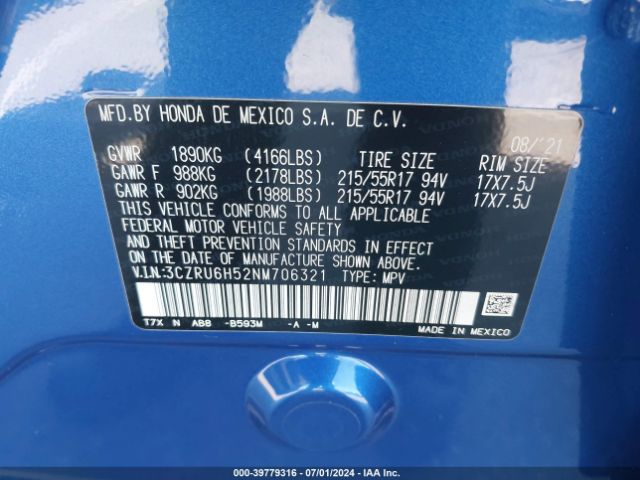 MFD.BY HONDA DE MEXICO S.A. DE C.V.
08/'21
GVWR 1890KG (4166LBS) TIRE SIZE RIM SIZE
GAWR F 988KG (2178LBS) 215/55R17 94V 17X7.5J
GAWR R 902KG (1988LBS) 215/55R17 94V 17X7.5J
THIS VEHICLE CONFORMS TO ALL APPLICABLE
FEDERAL MOTOR VEHICLE SAFETY
AND THEFT PREVENTION STANDARDS IN EFFECT
ON THE DATE OF MANUFACTURE SHOWN ABOVE.
V.I.N.:3CZRU6H52NM706321 TYPE: MPV
T7X N AB8 -B593M -A -M
MADE IN MEXICO
000-39779316 - 07/01/2024 - IAAI.CA